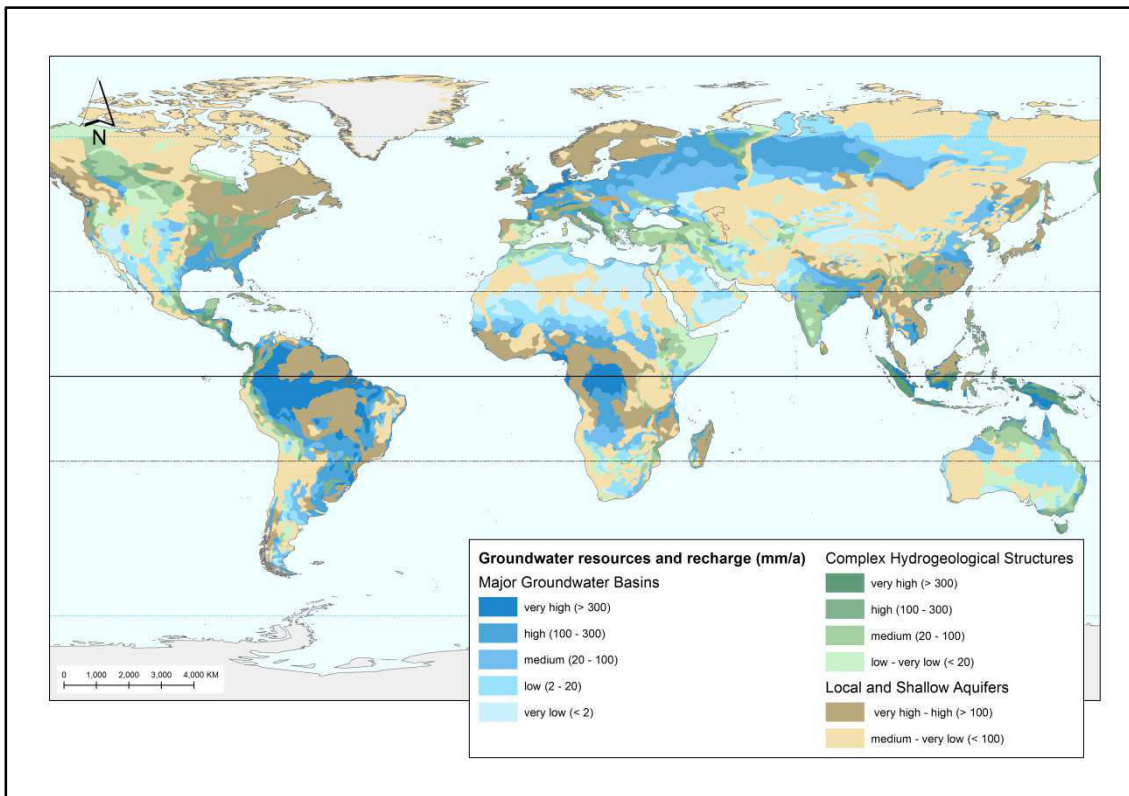 N
0 1,000 2,000 3,000 4,000 KM
Groundwater resources and recharge (mm/a)
Major Groundwater Basins
very high (> 300)
high (100 - 300)
medium (20 - 100)
low (2 - 20)
very low (< 2)
Complex Hydrogeological Structures
very high (> 300)
high (100 - 300)
medium (20 - 100)
low - very low (< 20)
Local and Shallow Aquifers
very high - high (> 100)
medium - very low (< 100)